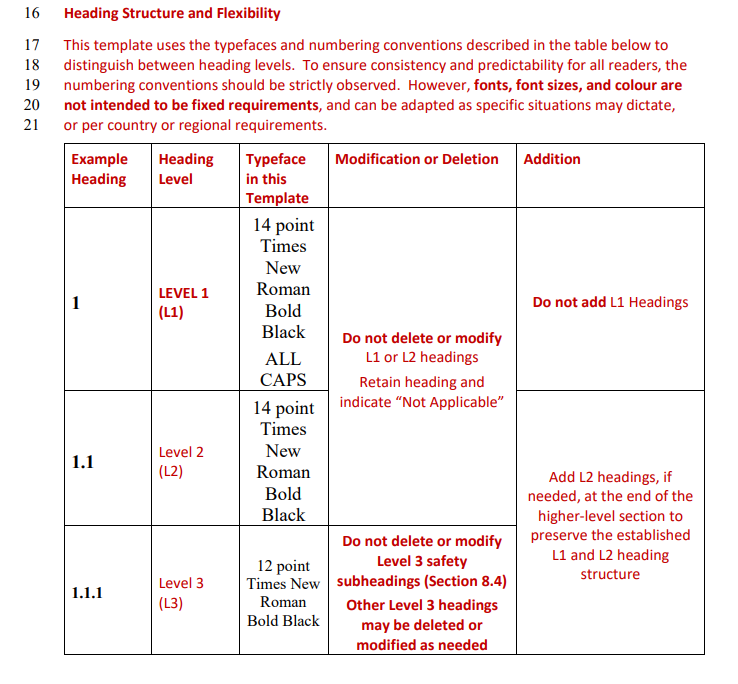 16 Heading Structure and Flexibility
17 This template uses the typefaces and numbering conventions described in the table below to
18 distinguish between heading levels. To ensure consistency and predictability for all readers, the
19 numbering conventions should be strictly observed. However, fonts, font sizes, and colour are
20 not intended to be fixed requirements, and can be adapted as specific situations may dictate,
21 or per country or regional requirements.
Example
Heading
Heading
Level
Typeface
in this
Template
Modification or Deletion
Addition
1
LEVEL 1
(L1)
14 point
Times
New
Roman
Bold
Black
ALL
CAPS
Do not delete or modify
L1 or L2 headings
Retain heading and
indicate “Not Applicable”
Do not add L1 Headings
1.1
Level 2
(L2)
14 point
Times
New
Roman
Bold
Black
Add L2 headings, if
needed, at the end of the
higher-level section to
preserve the established
L1 and L2 heading
structure
1.1.1
Level 3
(L3)
12 point
Times New
Roman
Bold Black
Do not delete or modify
Level 3 safety
subheadings (Section 8.4)
Other Level 3 headings
may be deleted or
modified as needed